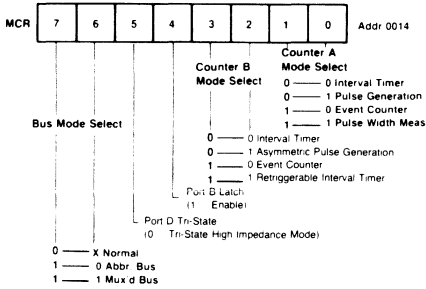 MCR 7 6 5 4 3 2 1 0 Addr 0014
Counter A
Mode Select
0 0 Interval Timer
0 1 Pulse Generation
1 0 Event Counter
1 1 Pulse Width Meas
Counter B
Mode Select
0 0 Interval Timer
0 1 Asymmetric Pulse Generation
1 0 Event Counter
1 1 Retriggerable Interval Timer
Bus Mode Select
Port B Latch
(1 Enable)
Port D Tri-State
(0 Tri-State High Impedance Mode)
0 X Normal
1 0 Abbr Bus
1 1 Mux'd Bus